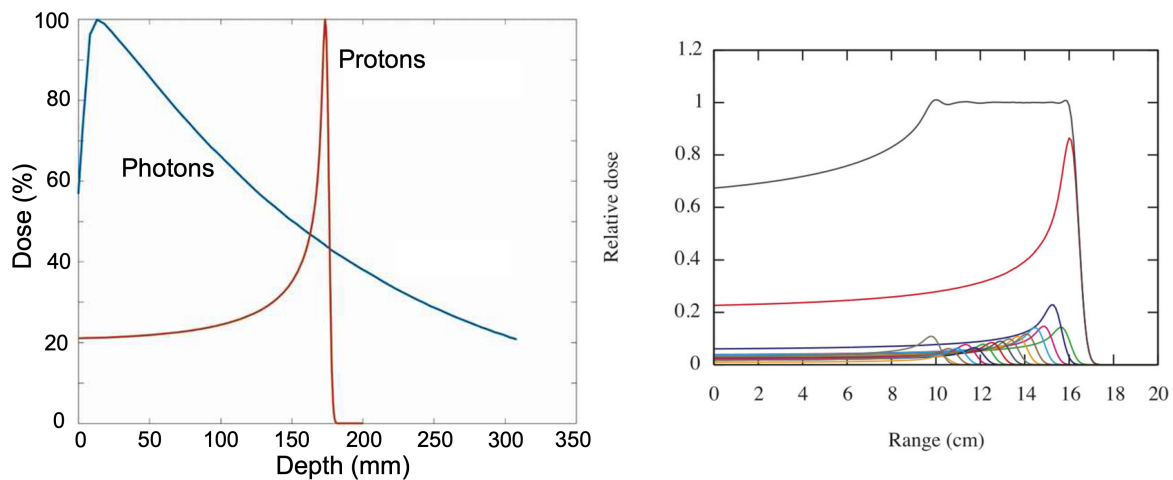 100
80
60
40
20
0
Dose (%)
Protons
Photons
0 50 100 150 200 250 300 350
Depth (mm)
1.2
1
0.8
0.6
0.4
0.2
0
Relative dose
0 2 4 6 8 10 12 14 16 18 20
Range (cm)